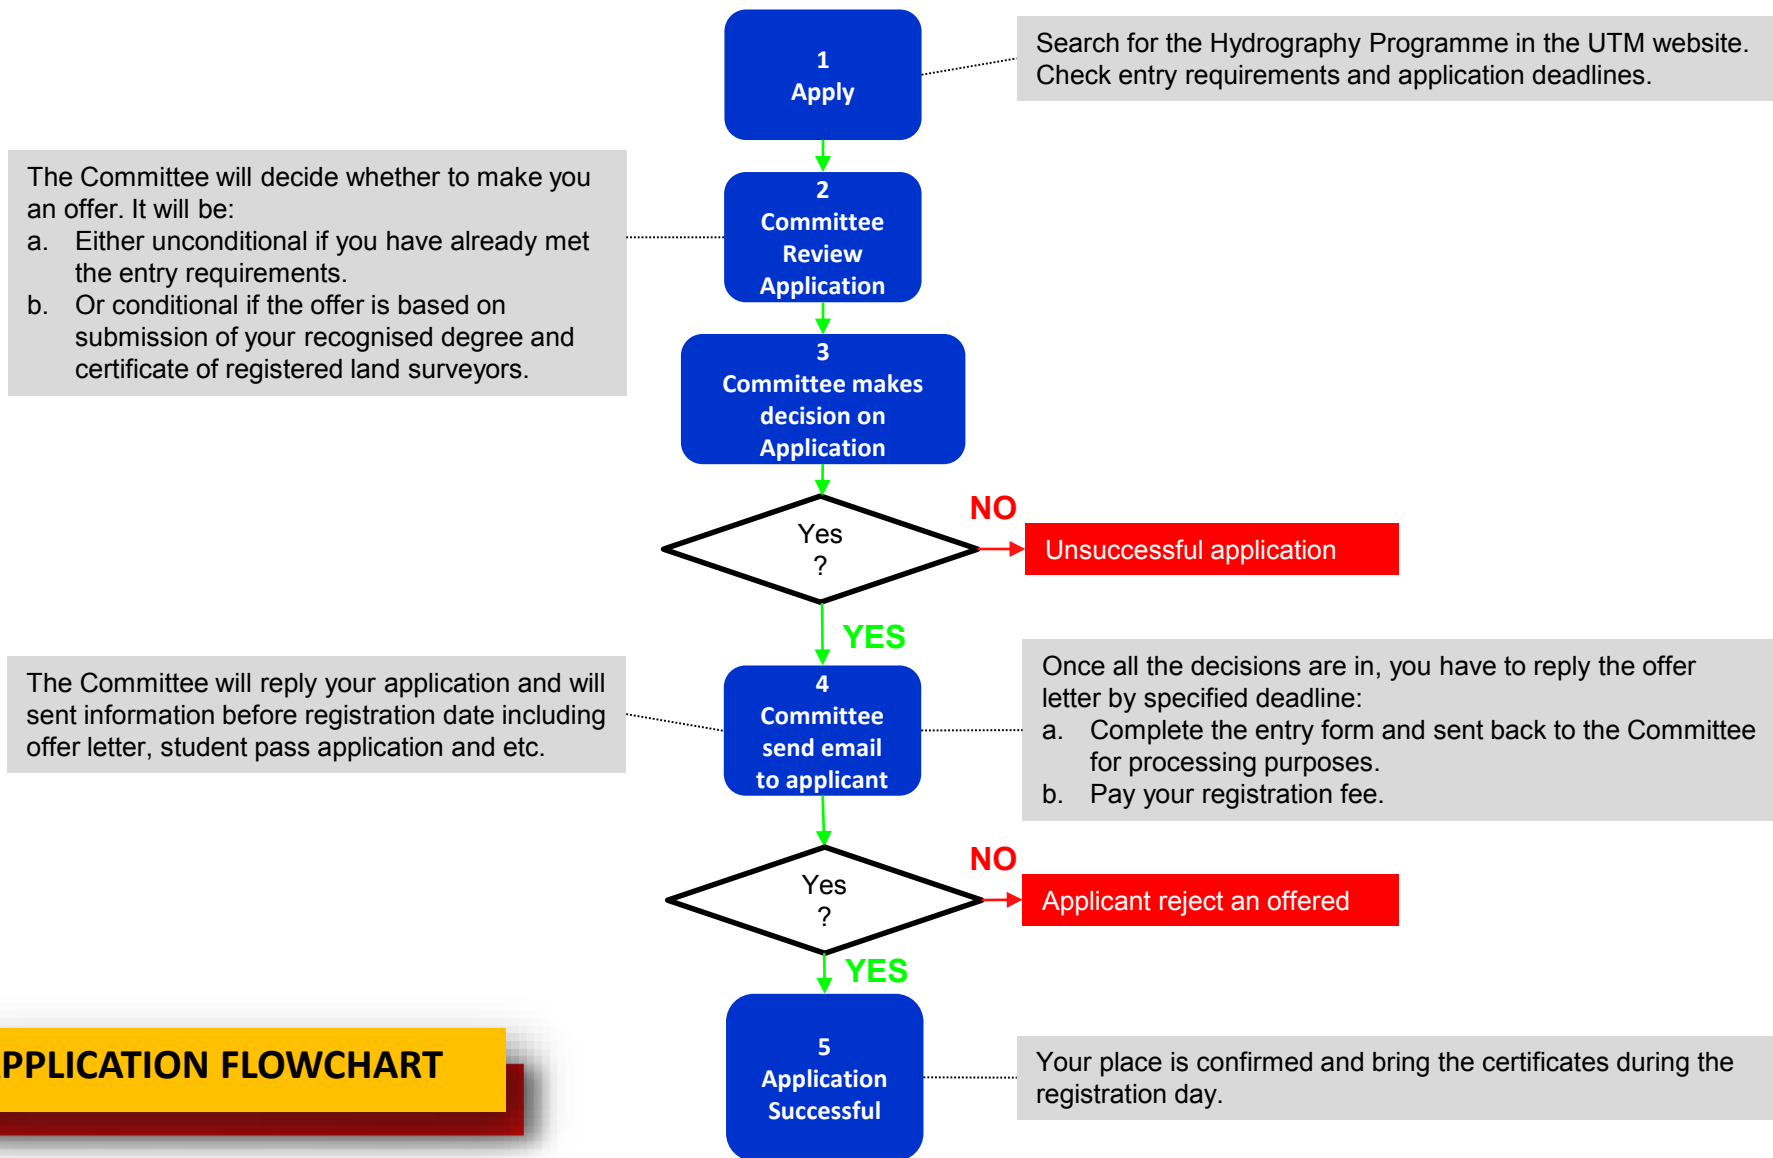 1
Apply
Search for the Hydrography Programme in the UTM website.
Check entry requirements and application deadlines.
The Committee will decide whether to make you
an offer. It will be:
a. Either unconditional if you have already met
the entry requirements.
b. Or conditional if the offer is based on
submission of your recognised degree and
certificate of registered land surveyors.
2
Committee
Review
Application
3
Committee makes
decision on
Application
Yes
?
NO
Unsuccessful application
YES
The Committee will reply your application and will
sent information before registration date including
offer letter, student pass application and etc.
4
Committee
send email
to applicant
Once all the decisions are in, you have to reply the offer
letter by specified deadline:
a. Complete the entry form and sent back to the Committee
for processing purposes.
b. Pay your registration fee.
Yes
?
NO
Applicant reject an offered
YES
5
Application
Successful
Your place is confirmed and bring the certificates during the
registration day.
PPLICATION FLOWCHART